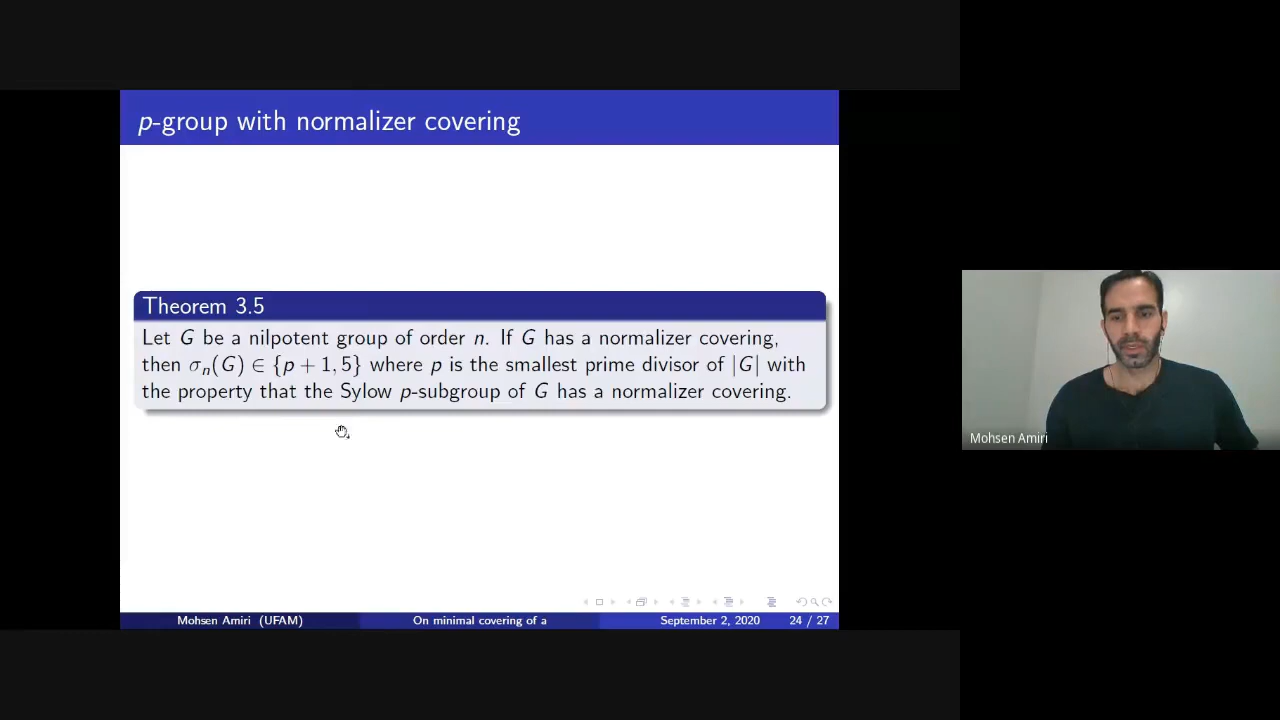 p-group with normalizer covering
Theorem 3.5
Let G be a nilpotent group of order n. If G has a normalizer covering,
then σₙ(G) ∈ {p + 1, 5} where p is the smallest prime divisor of |G| with
the property that the Sylow p-subgroup of G has a normalizer covering.
Mohsen Amiri
Mohsen Amiri (UFAM) On minimal covering of a September 2, 2020 24 / 27